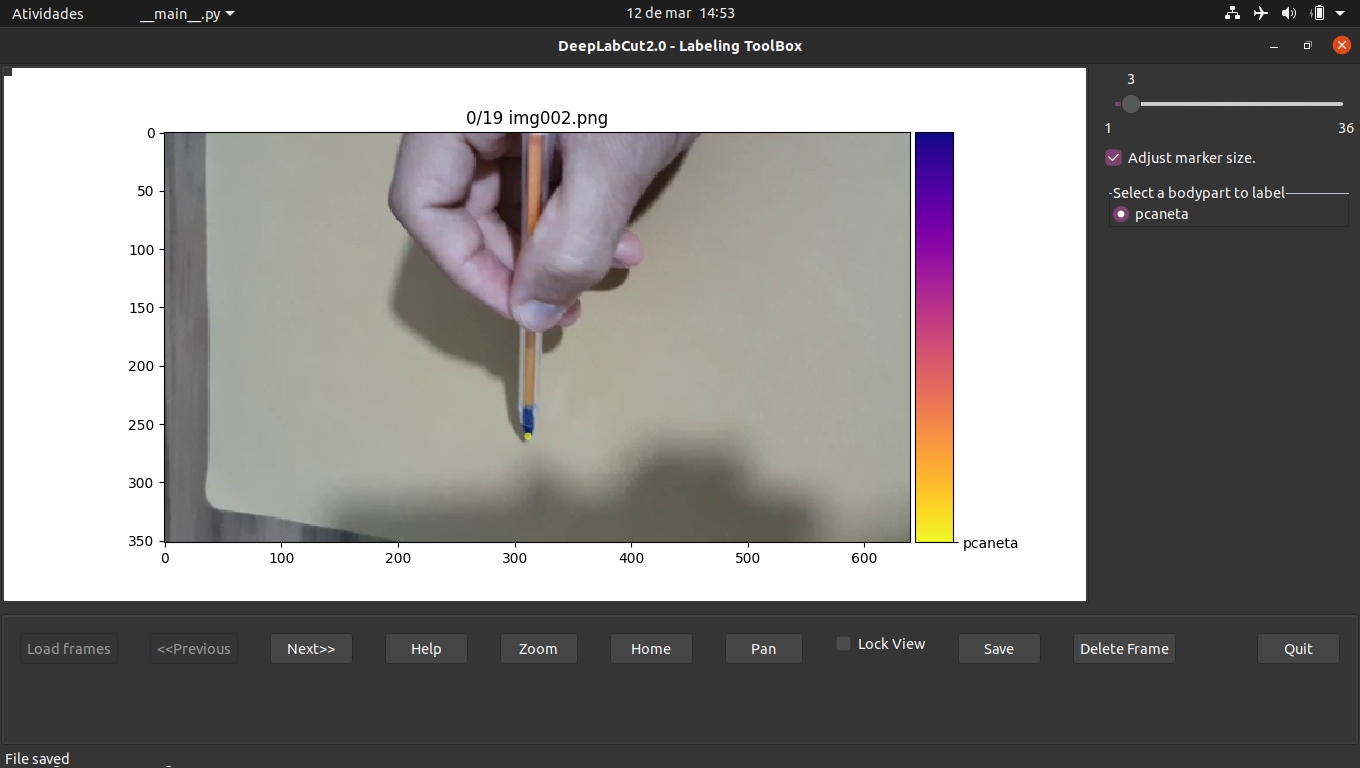 Atividades __main__.py 12 de mar 14:53
DeepLabCut2.0 - Labeling ToolBox
3
1 36
Adjust marker size.
Select a bodypart to label
pcaneta
0/19 img002.png
0
50
100
150
200
250
300
350
0 100 200 300 400 500 600
pcaneta
Load frames <<Previous Next>> Help Zoom Home Pan Lock View Save Delete Frame Quit
File saved